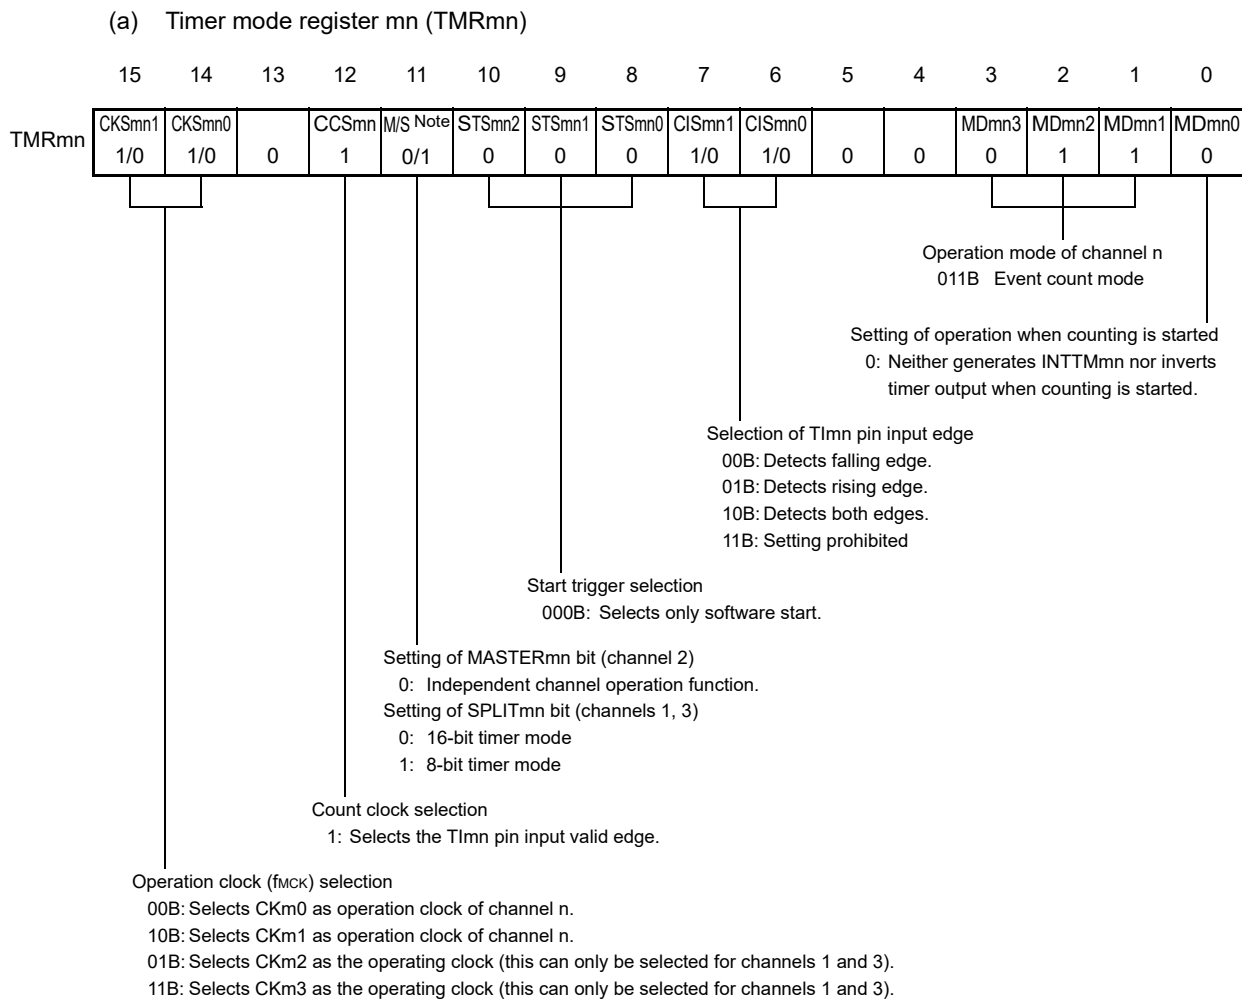 (a) Timer mode register mn (TMRmn)
15 14 13 12 11 10 9 8 7 6 5 4 3 2 1 0
TMRmn
CKSmn1 CKSmn0 CCSmn M/S Note STSmn2 STSmn1 STSmn0 CISmn1 CISmn0 MDmn3 MDmn2 MDmn1 MDmn0
1/0 1/0 0 1 0/1 0 0 0 1/0 1/0 0 0 0 1 1 0
Operation mode of channel n
011B Event count mode
Setting of operation when counting is started
0: Neither generates INTTMmn nor inverts
timer output when counting is started.
Selection of TImn pin input edge
00B: Detects falling edge.
01B: Detects rising edge.
10B: Detects both edges.
11B: Setting prohibited
Start trigger selection
000B: Selects only software start.
Setting of MASTERmn bit (channel 2)
0: Independent channel operation function.
Setting of SPLITmn bit (channels 1, 3)
0: 16-bit timer mode
1: 8-bit timer mode
Count clock selection
1: Selects the TImn pin input valid edge.
Operation clock (fMCK) selection
00B: Selects CKm0 as operation clock of channel n.
10B: Selects CKm1 as operation clock of channel n.
01B: Selects CKm2 as the operating clock (this can only be selected for channels 1 and 3).
11B: Selects CKm3 as the operating clock (this can only be selected for channels 1 and 3).